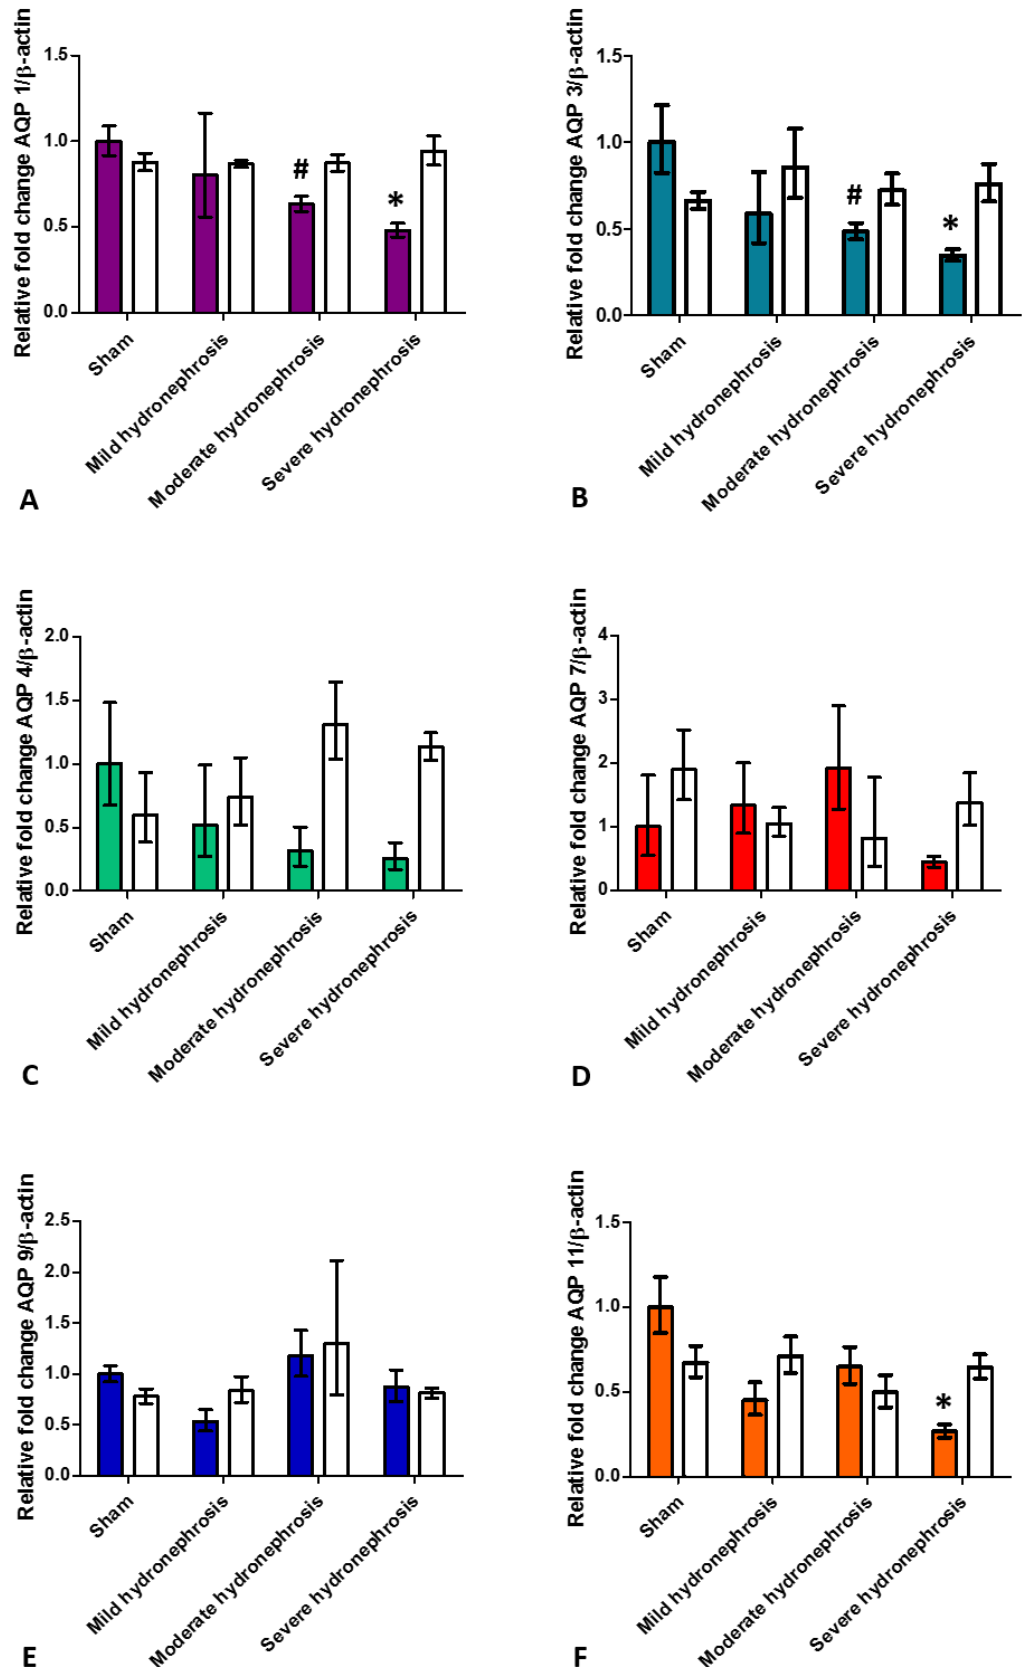 Relative fold change AQP 1/β-actin
1.5
1.0
0.5
0.0
#
*
Sham
Mild hydronephrosis
Moderate hydronephrosis
Severe hydronephrosis
A
Relative fold change AQP 3/β-actin
1.5
1.0
0.5
0.0
#
*
Sham
Mild hydronephrosis
Moderate hydronephrosis
Severe hydronephrosis
B
Relative fold change AQP 4/β-actin
2.0
1.5
1.0
0.5
0.0
Sham
Mild hydronephrosis
Moderate hydronephrosis
Severe hydronephrosis
C
Relative fold change AQP 7/β-actin
4
3
2
1
0
Sham
Mild hydronephrosis
Moderate hydronephrosis
Severe hydronephrosis
D
Relative fold change AQP 9/β-actin
2.5
2.0
1.5
1.0
0.5
0.0
Sham
Mild hydronephrosis
Moderate hydronephrosis
Severe hydronephrosis
E
Relative fold change AQP 11/β-actin
1.5
1.0
0.5
0.0
*
Sham
Mild hydronephrosis
Moderate hydronephrosis
Severe hydronephrosis
F